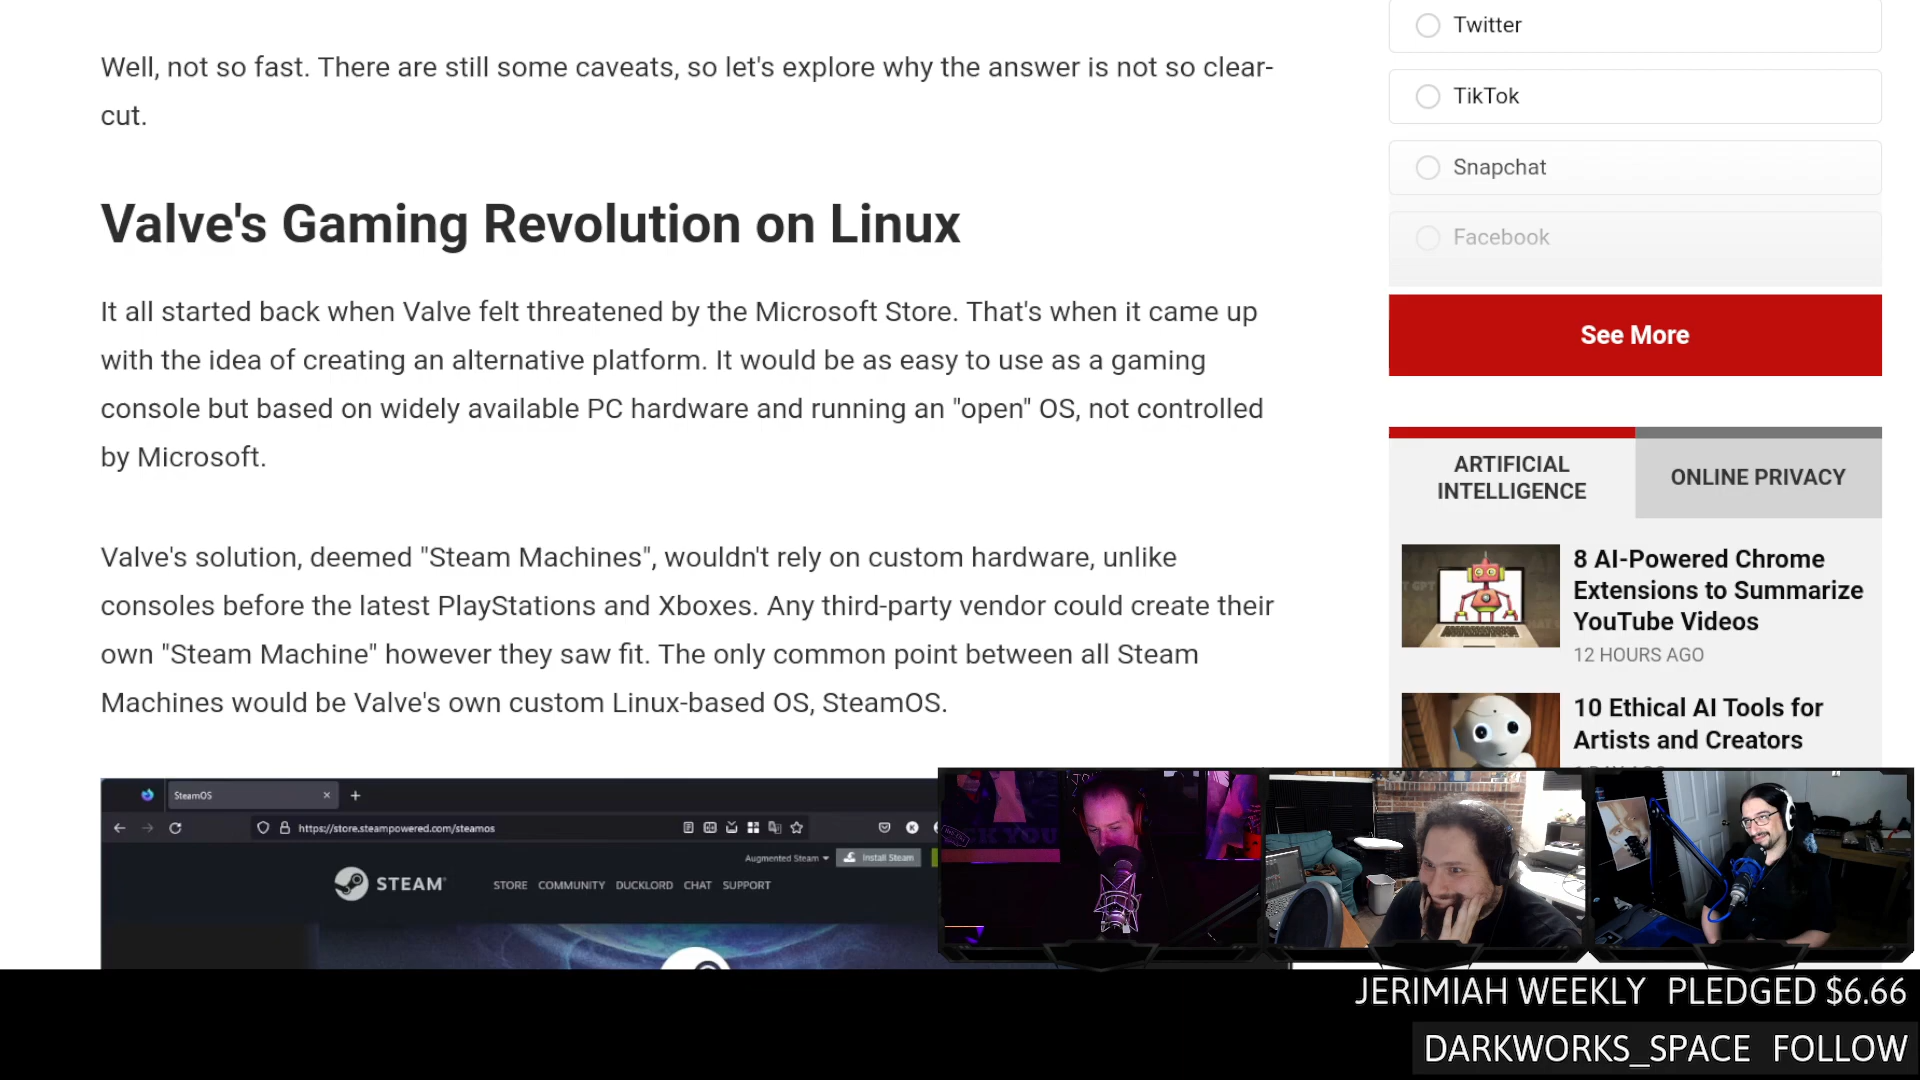 Well, not so fast. There are still some caveats, so let's explore why the answer is not so clear-
cut.
Valve's Gaming Revolution on Linux
It all started back when Valve felt threatened by the Microsoft Store. That's when it came up
with the idea of creating an alternative platform. It would be as easy to use as a gaming
console but based on widely available PC hardware and running an "open" OS, not controlled
by Microsoft.
Valve's solution, deemed "Steam Machines", wouldn't rely on custom hardware, unlike
consoles before the latest PlayStations and Xboxes. Any third-party vendor could create their
own "Steam Machine" however they saw fit. The only common point between all Steam
Machines would be Valve's own custom Linux-based OS, SteamOS.
SteamOS
https://store.steampowered.com/steamos
Augmented Steam
Install Steam
STEAM
STORE COMMUNITY DUCKLORD CHAT SUPPORT
Twitter
TikTok
Snapchat
Facebook
See More
ARTIFICIAL
INTELLIGENCE
ONLINE PRIVACY
8 AI-Powered Chrome
Extensions to Summarize
YouTube Videos
12 HOURS AGO
10 Ethical AI Tools for
Artists and Creators
JERIMIAH WEEKLY PLEDGED $6.66
DARKWORKS_SPACE FOLLOW